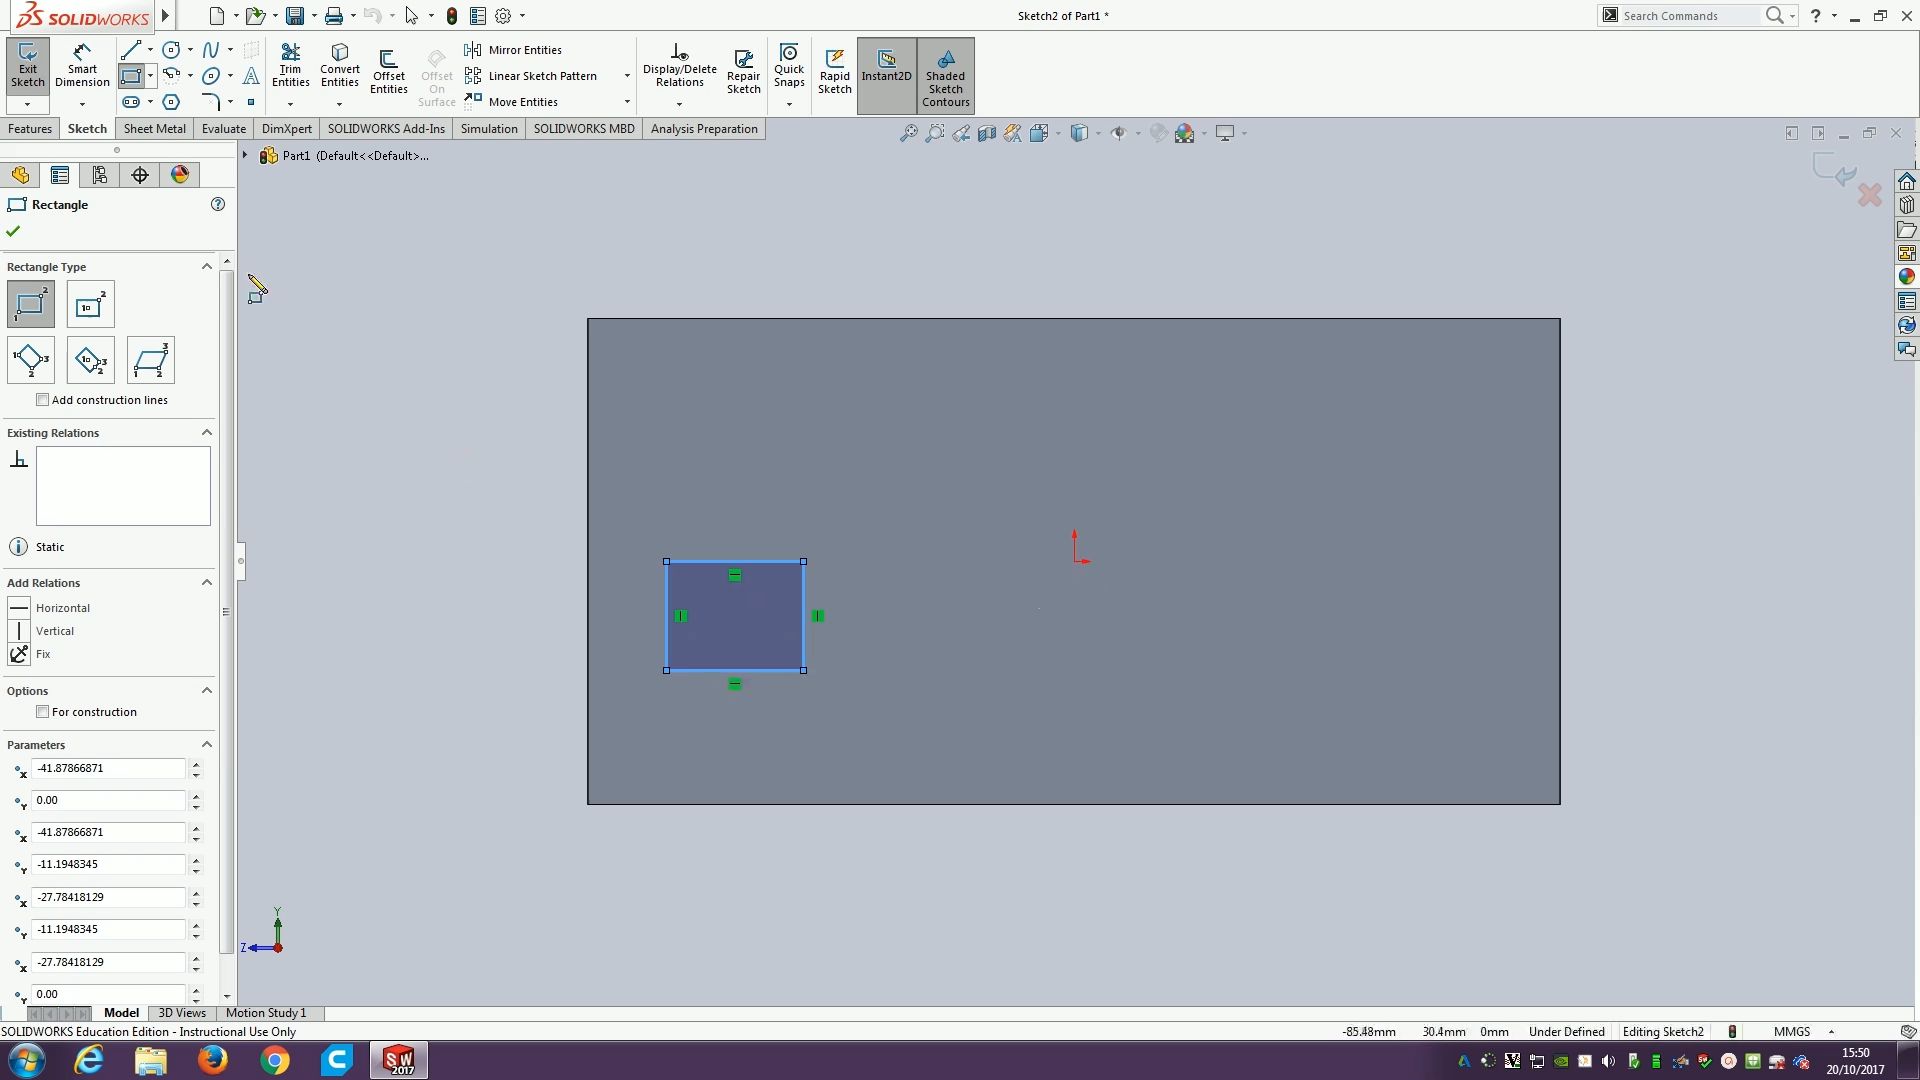 SOLIDWORKS
Sketch2 of Part1 *
Search Commands
?
Exit Sketch
Smart Dimension
Trim Entities
Convert Entities
Offset Entities
Offset On Surface
Mirror Entities
Linear Sketch Pattern
Move Entities
Display/Delete Relations
Repair Sketch
Quick Snaps
Rapid Sketch
Instant2D
Shaded Sketch Contours
Features
Sketch
Sheet Metal
Evaluate
DimXpert
SOLIDWORKS Add-Ins
Simulation
SOLIDWORKS MBD
Analysis Preparation
Part1 (Default<<Default>...
Rectangle
?
Rectangle Type
Add construction lines
Existing Relations
Static
Add Relations
Horizontal
Vertical
Fix
Options
For construction
Parameters
-41.87866871
0.00
-41.87866871
-11.1948345
-27.78418129
-11.1948345
-27.78418129
0.00
Y
Z
Model
3D Views
Motion Study 1
SOLIDWORKS Education Edition - Instructional Use Only
-85.48mm
30.4mm
0mm
Under Defined
Editing Sketch2
MMGS
SW
2017
15:50
20/10/2017